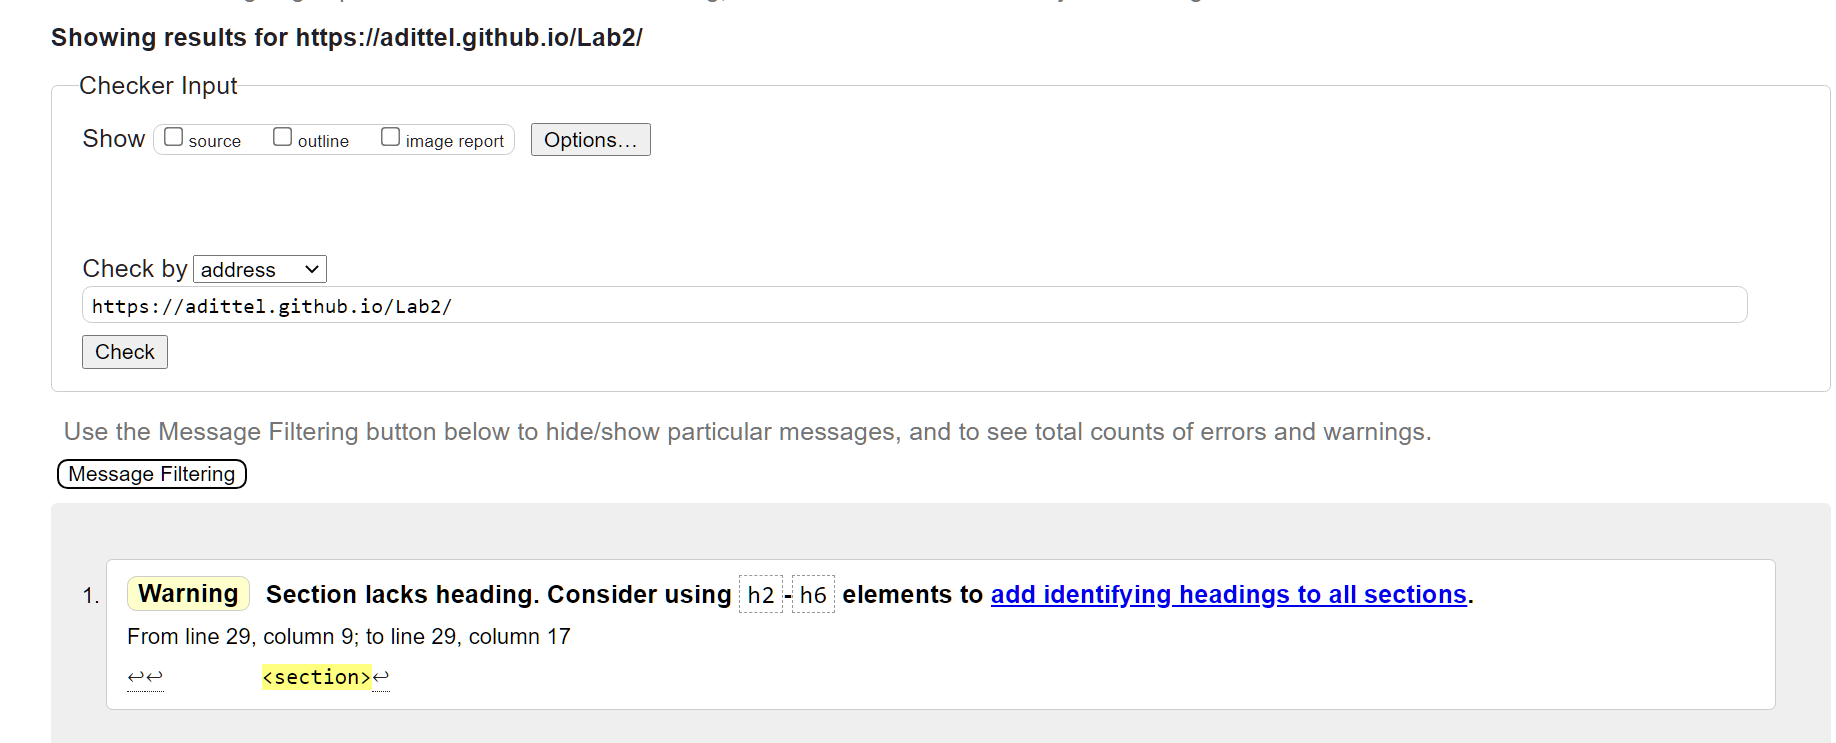 Showing results for https://adittel.github.io/Lab2/
Checker Input
Show source outline image report Options...
Check by address
https://adittel.github.io/Lab2/
Check
Use the Message Filtering button below to hide/show particular messages, and to see total counts of errors and warnings.
Message Filtering
1. Warning Section lacks heading. Consider using h2-h6 elements to add identifying headings to all sections.
From line 29, column 9; to line 29, column 17
↩↩ <section>↩